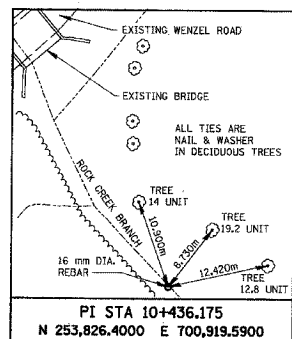 EXISTING WENZEL ROAD
EXISTING BRIDGE
ALL TIES ARE
NAIL & WASHER
IN DECIDUOUS TREES
ROCK CREEK BRANCH
TREE
14 UNIT
10.900m
TREE
19.2 UNIT
8.730m
12.420m
TREE
12.8 UNIT
16 mm DIA.
REBAR
PI STA 10+436.175
N 253,826.4000 E 700,919.5900